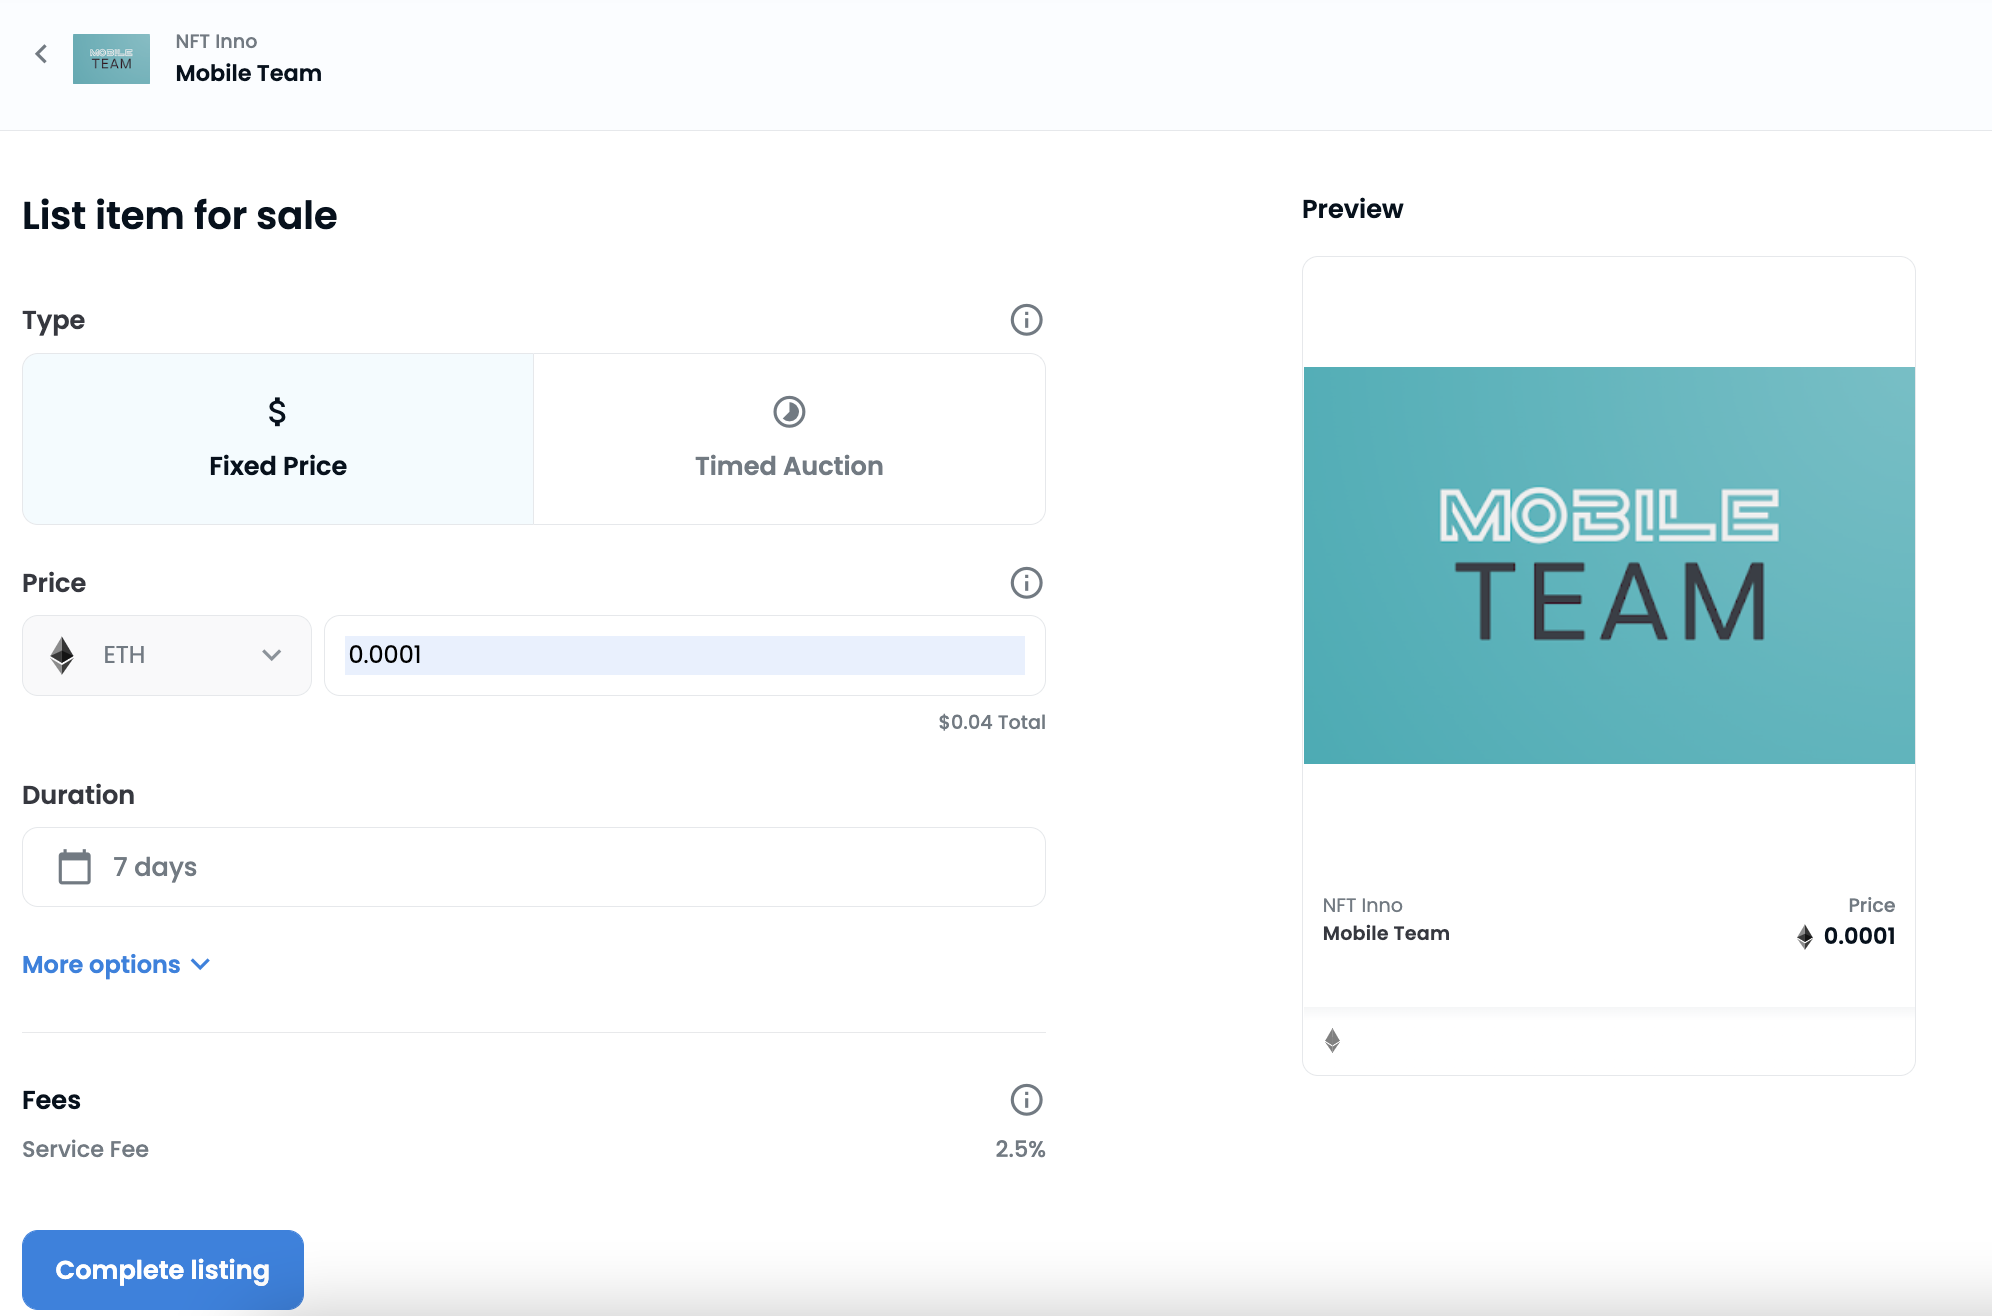 MOBILE
TEAM
NFT Inno
Mobile Team
List item for sale
Type
$
Fixed Price
Timed Auction
Price
ETH
0.0001
$0.04 Total
Duration
7 days
More options
Fees
Service Fee
2.5%
Complete listing
Preview
MOBILE
TEAM
NFT Inno
Price
Mobile Team
0.0001